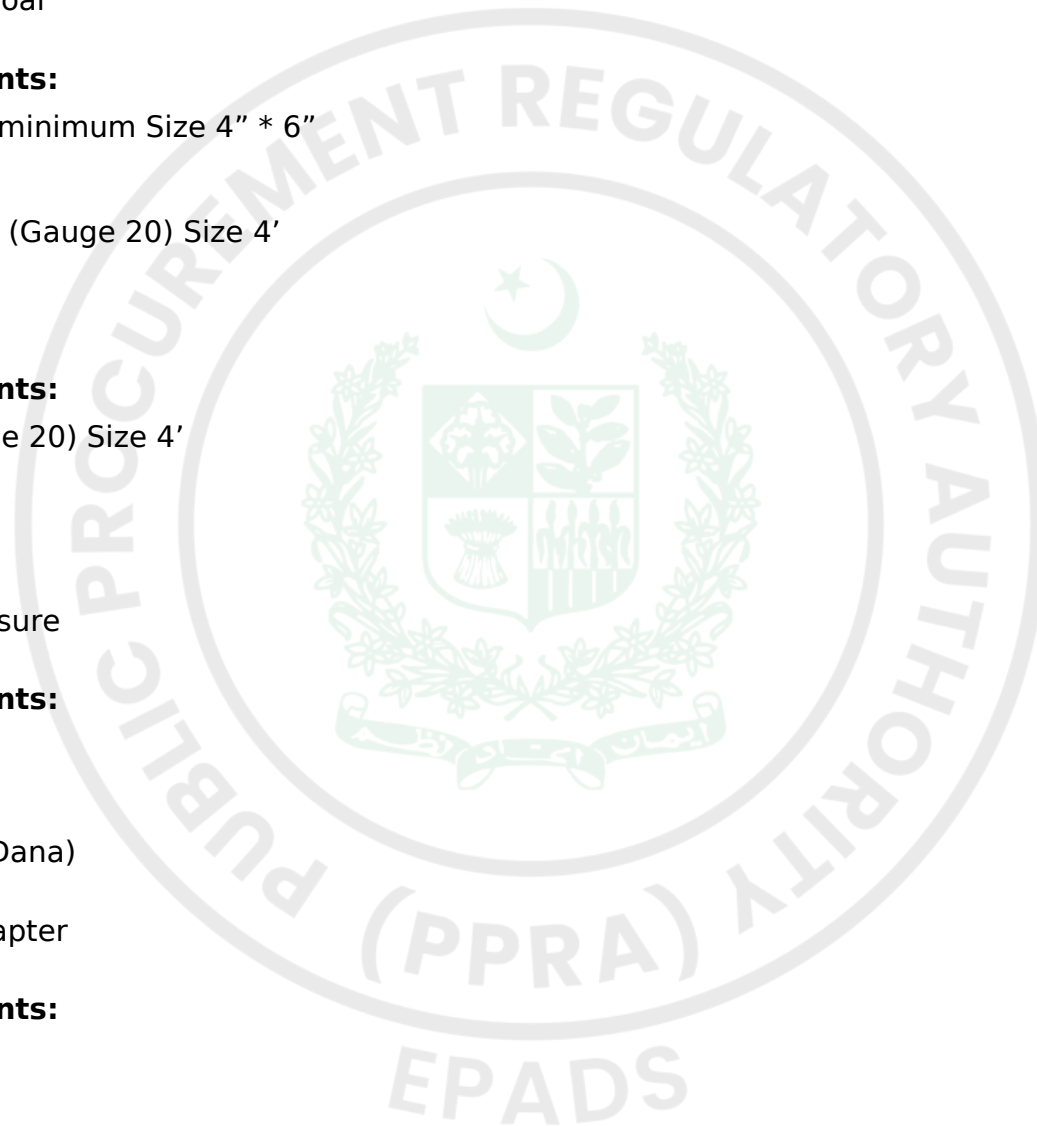 oal
nts:
minimum Size 4” * 6”
(Gauge 20) Size 4’
nts:
e 20) Size 4’
sure
nts:
Dana)
apter
nts:
PUBLIC PROCUREMENT REGULATORY AUTHORITY
(PPRA)
EPADS